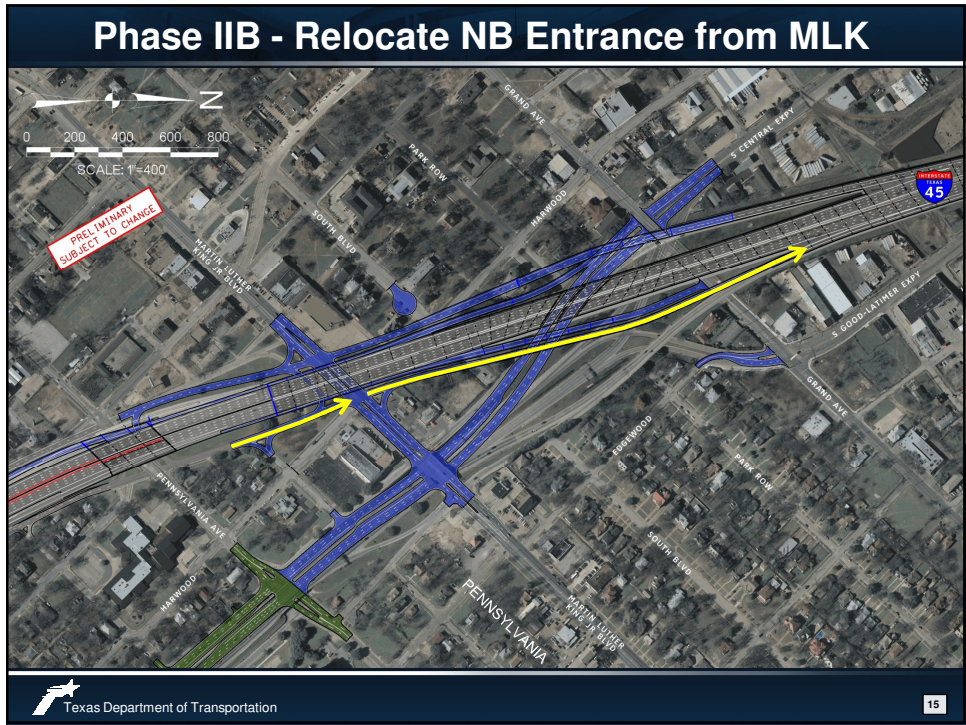 Phase IIB - Relocate NB Entrance from MLK
N
0 200 400 600 800
SCALE: 1"=400'
PRELIMINARY
SUBJECT TO CHANGE
GRAND AVE
S CENTRAL EXPY
PARK ROW
HARWOOD
SOUTH BLVD
MARTIN LUTHER
KING JR BLVD
INTERSTATE
TEXAS
45
S GOOD-LATIMER EXPY
GRAND AVE
EDGEWOOD
PARK ROW
SOUTH BLVD
PENNSYLVANIA AVE
HARWOOD
PENNSYLVANIA
MARTIN LUTHER
KING JR BLVD
Texas Department of Transportation
15